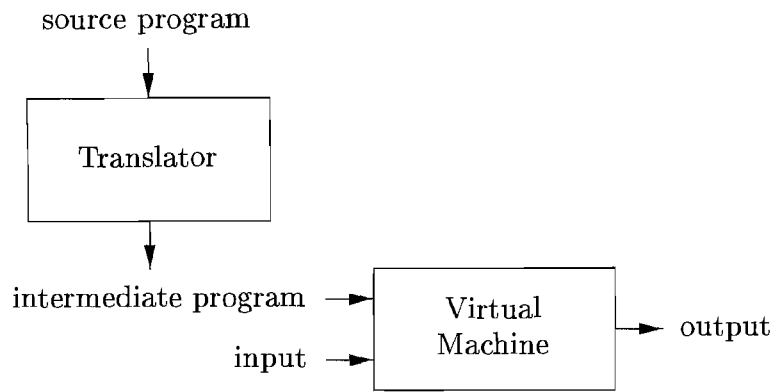 source program
Translator
intermediate program
input
Virtual
Machine
output